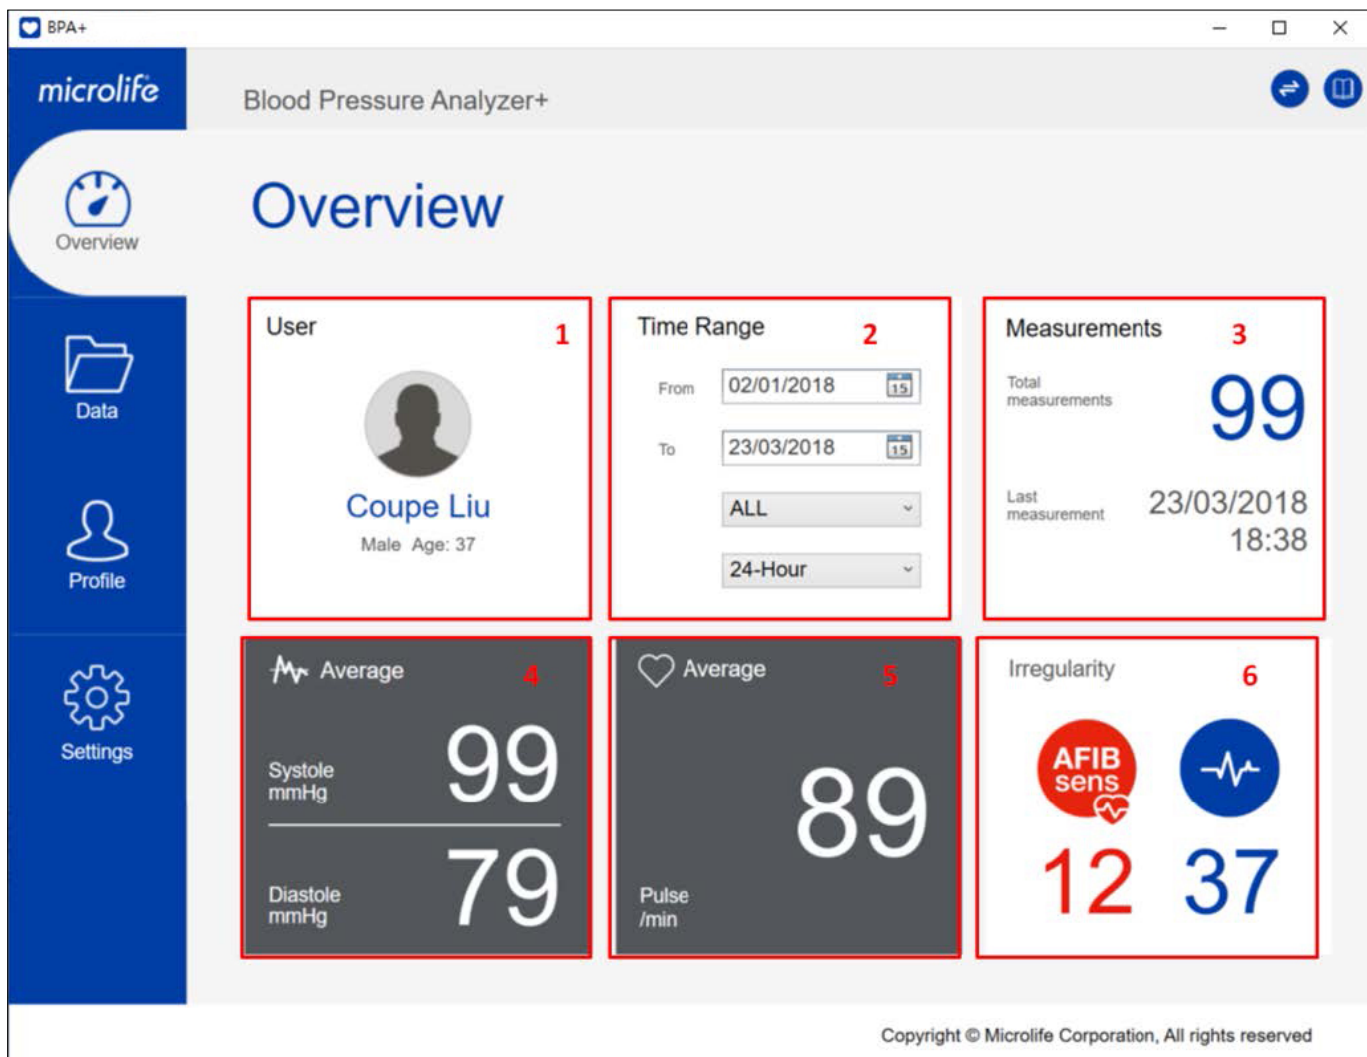 BPA+
microlife
Blood Pressure Analyzer+
Overview
Overview
Data
Profile
Settings
User 1
Coupe Liu
Male Age: 37
Time Range 2
From 02/01/2018 15
To 23/03/2018 15
ALL
24-Hour
Measurements 3
Total
measurements
99
Last
measurement
23/03/2018
18:38
Average 4
Systole
mmHg
99
Diastole
mmHg
79
Average 5
89
Pulse
/min
Irregularity 6
AFIB
sens
12 37
Copyright © Microlife Corporation, All rights reserved